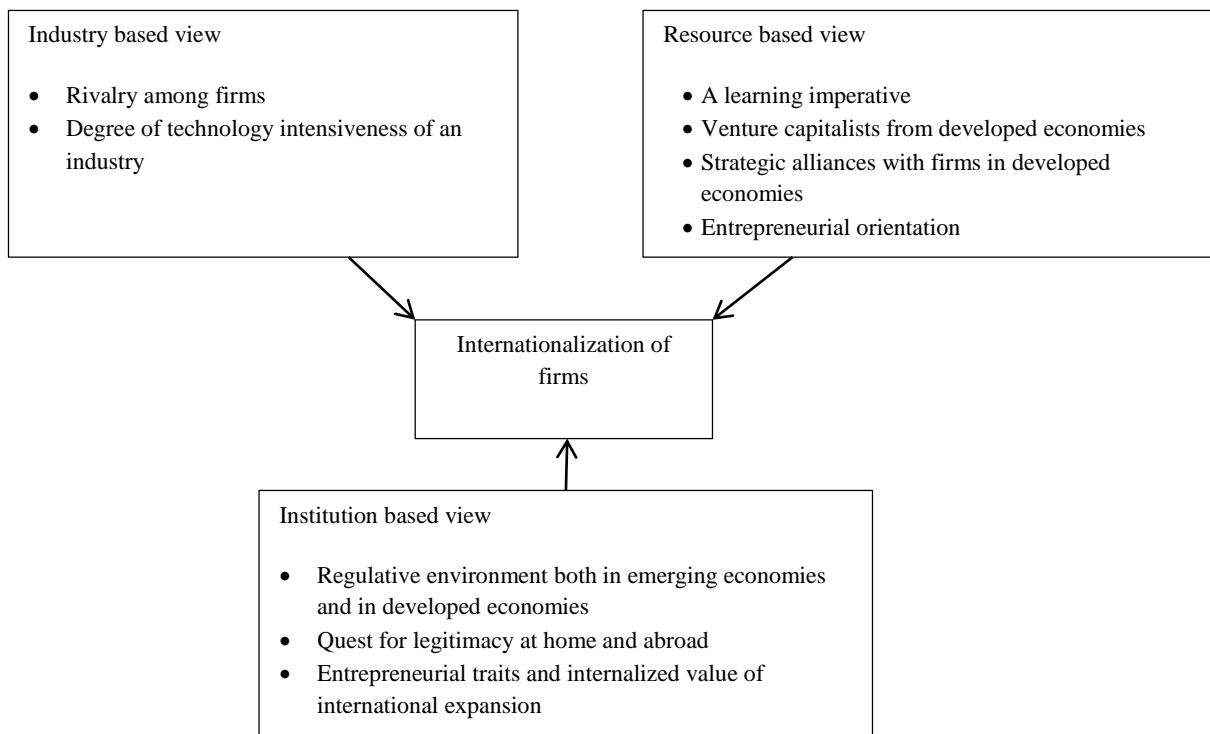 Industry based view
• Rivalry among firms
• Degree of technology intensiveness of an
industry
Resource based view
• A learning imperative
• Venture capitalists from developed economies
• Strategic alliances with firms in developed
economies
• Entrepreneurial orientation
Internationalization of
firms
Institution based view
• Regulative environment both in emerging economies
and in developed economies
• Quest for legitimacy at home and abroad
• Entrepreneurial traits and internalized value of
international expansion